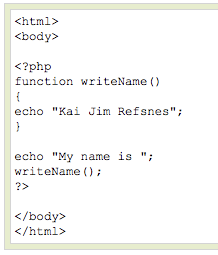 <html>
<body>

<?php
function writeName()
{
echo "Kai Jim Refsnes";
}

echo "My name is ";
writeName();
?>

</body>
</html>